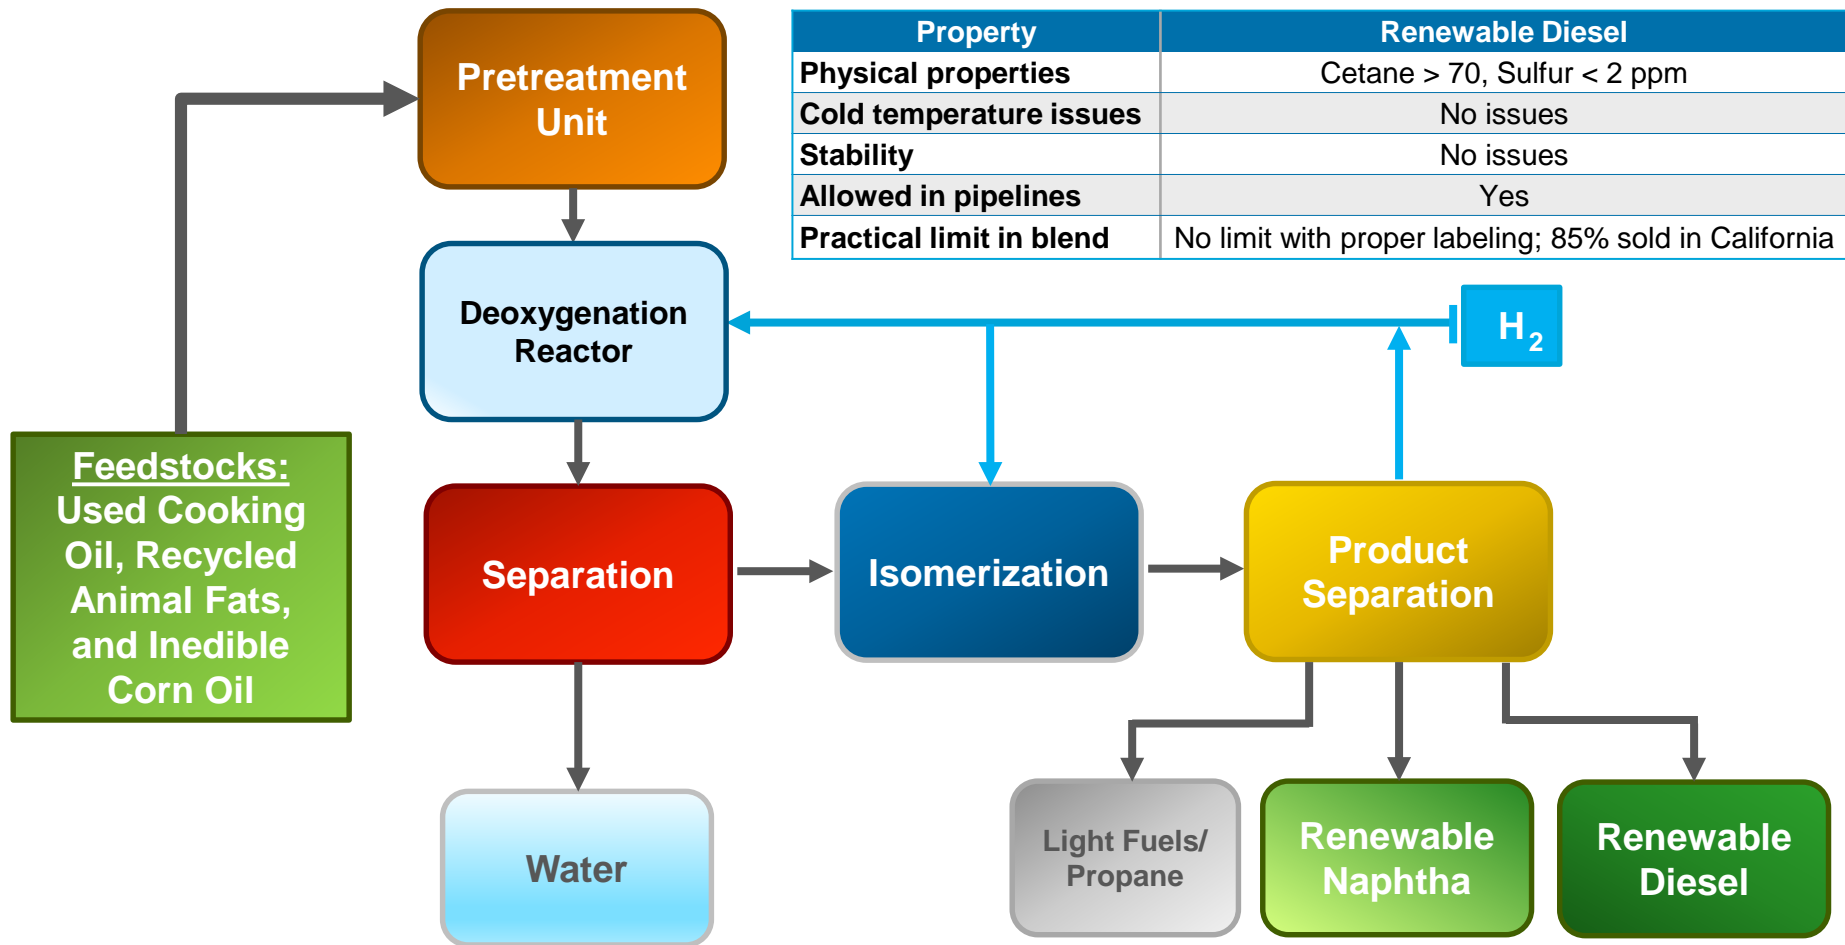 Pretreatment
Unit
Property Renewable Diesel
Physical properties Cetane > 70, Sulfur < 2 ppm
Cold temperature issues No issues
Stability No issues
Allowed in pipelines Yes
Practical limit in blend No limit with proper labeling; 85% sold in California
Deoxygenation
Reactor
H2
Feedstocks:
Used Cooking
Oil, Recycled
Animal Fats,
and Inedible
Corn Oil
Separation
Isomerization
Product
Separation
Water
Light Fuels/
Propane
Renewable
Naphtha
Renewable
Diesel